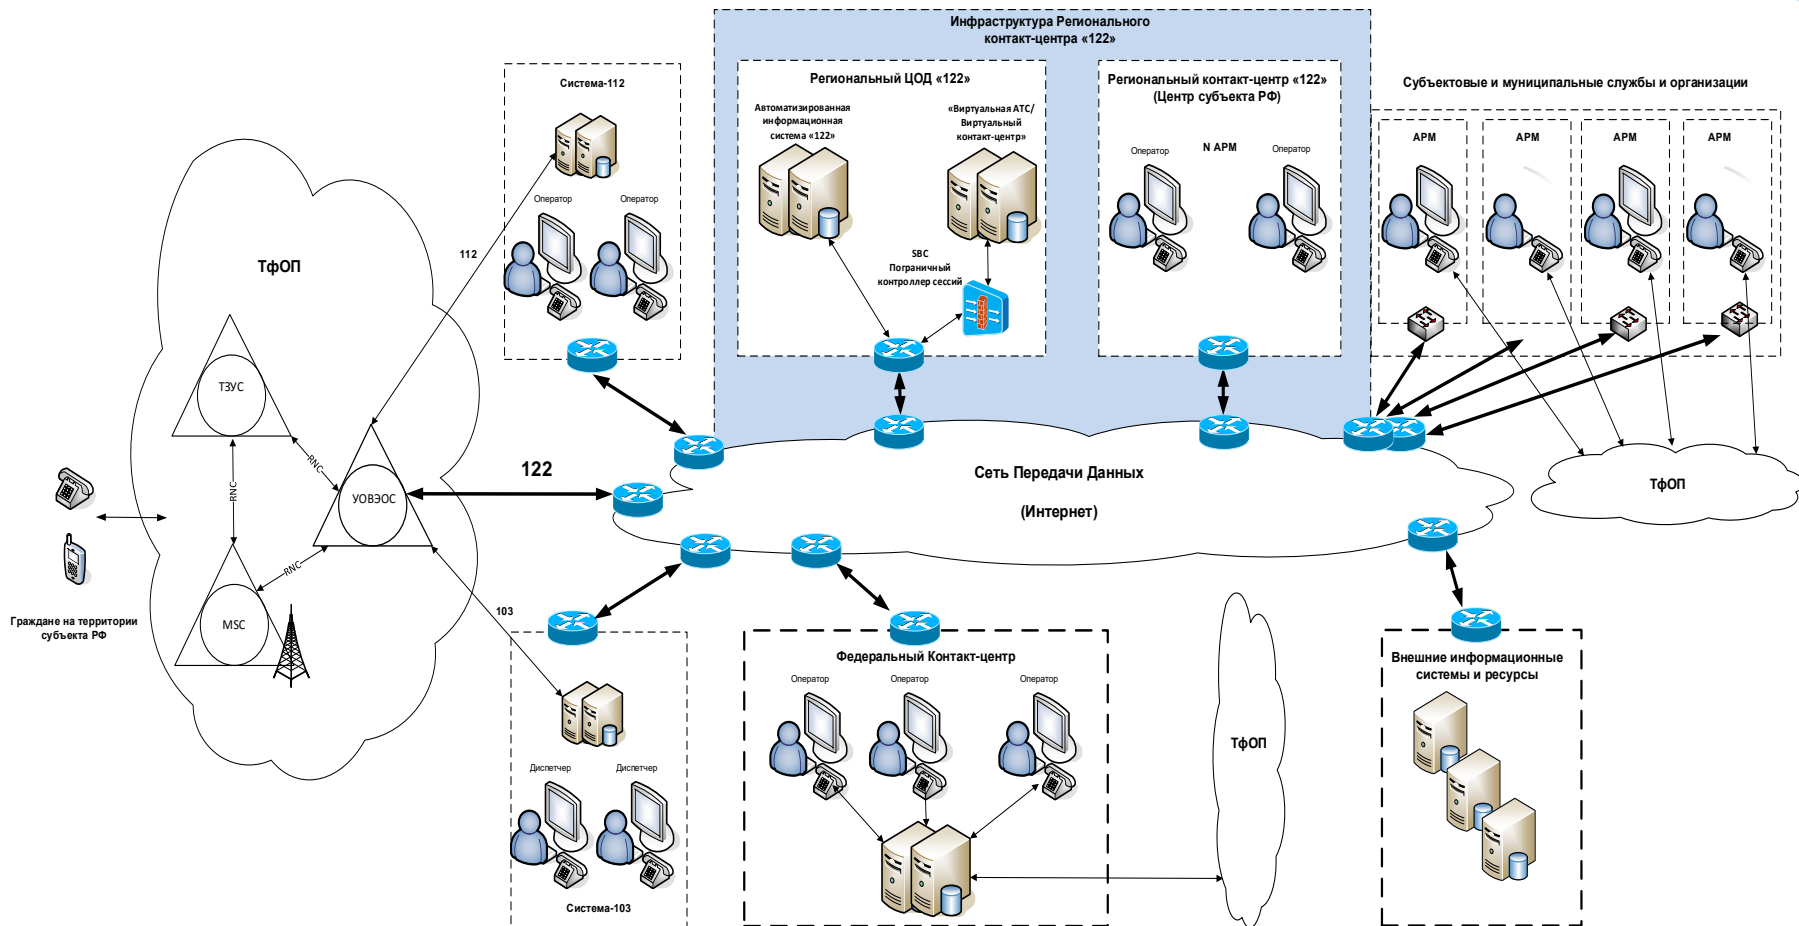 Инфраструктура Регионального
контакт-центра «122»
Система-112
Оператор
Оператор
Региональный ЦОД «122»
Автоматизированная
информационная
система «122»
«Виртуальная АТС/
Виртуальный
контакт-центр»
SBC
Пограничный
контроллер сессий
Региональный контакт-центр «122»
(Центр субъекта РФ)
Оператор
N АРМ
Оператор
Субъектовые и муниципальные службы и организации
АРМ
АРМ
АРМ
АРМ
ТфОП
112
ТЗУС
RNC
RNC
УОВЭОС
RNC
MSC
122
103
Граждане на территории
субъекта РФ
Сеть Передачи Данных
(Интернет)
ТфОП
Диспетчер
Диспетчер
Система-103
Федеральный Контакт-центр
Оператор
Оператор
Оператор
ТфОП
Внешние информационные
системы и ресурсы